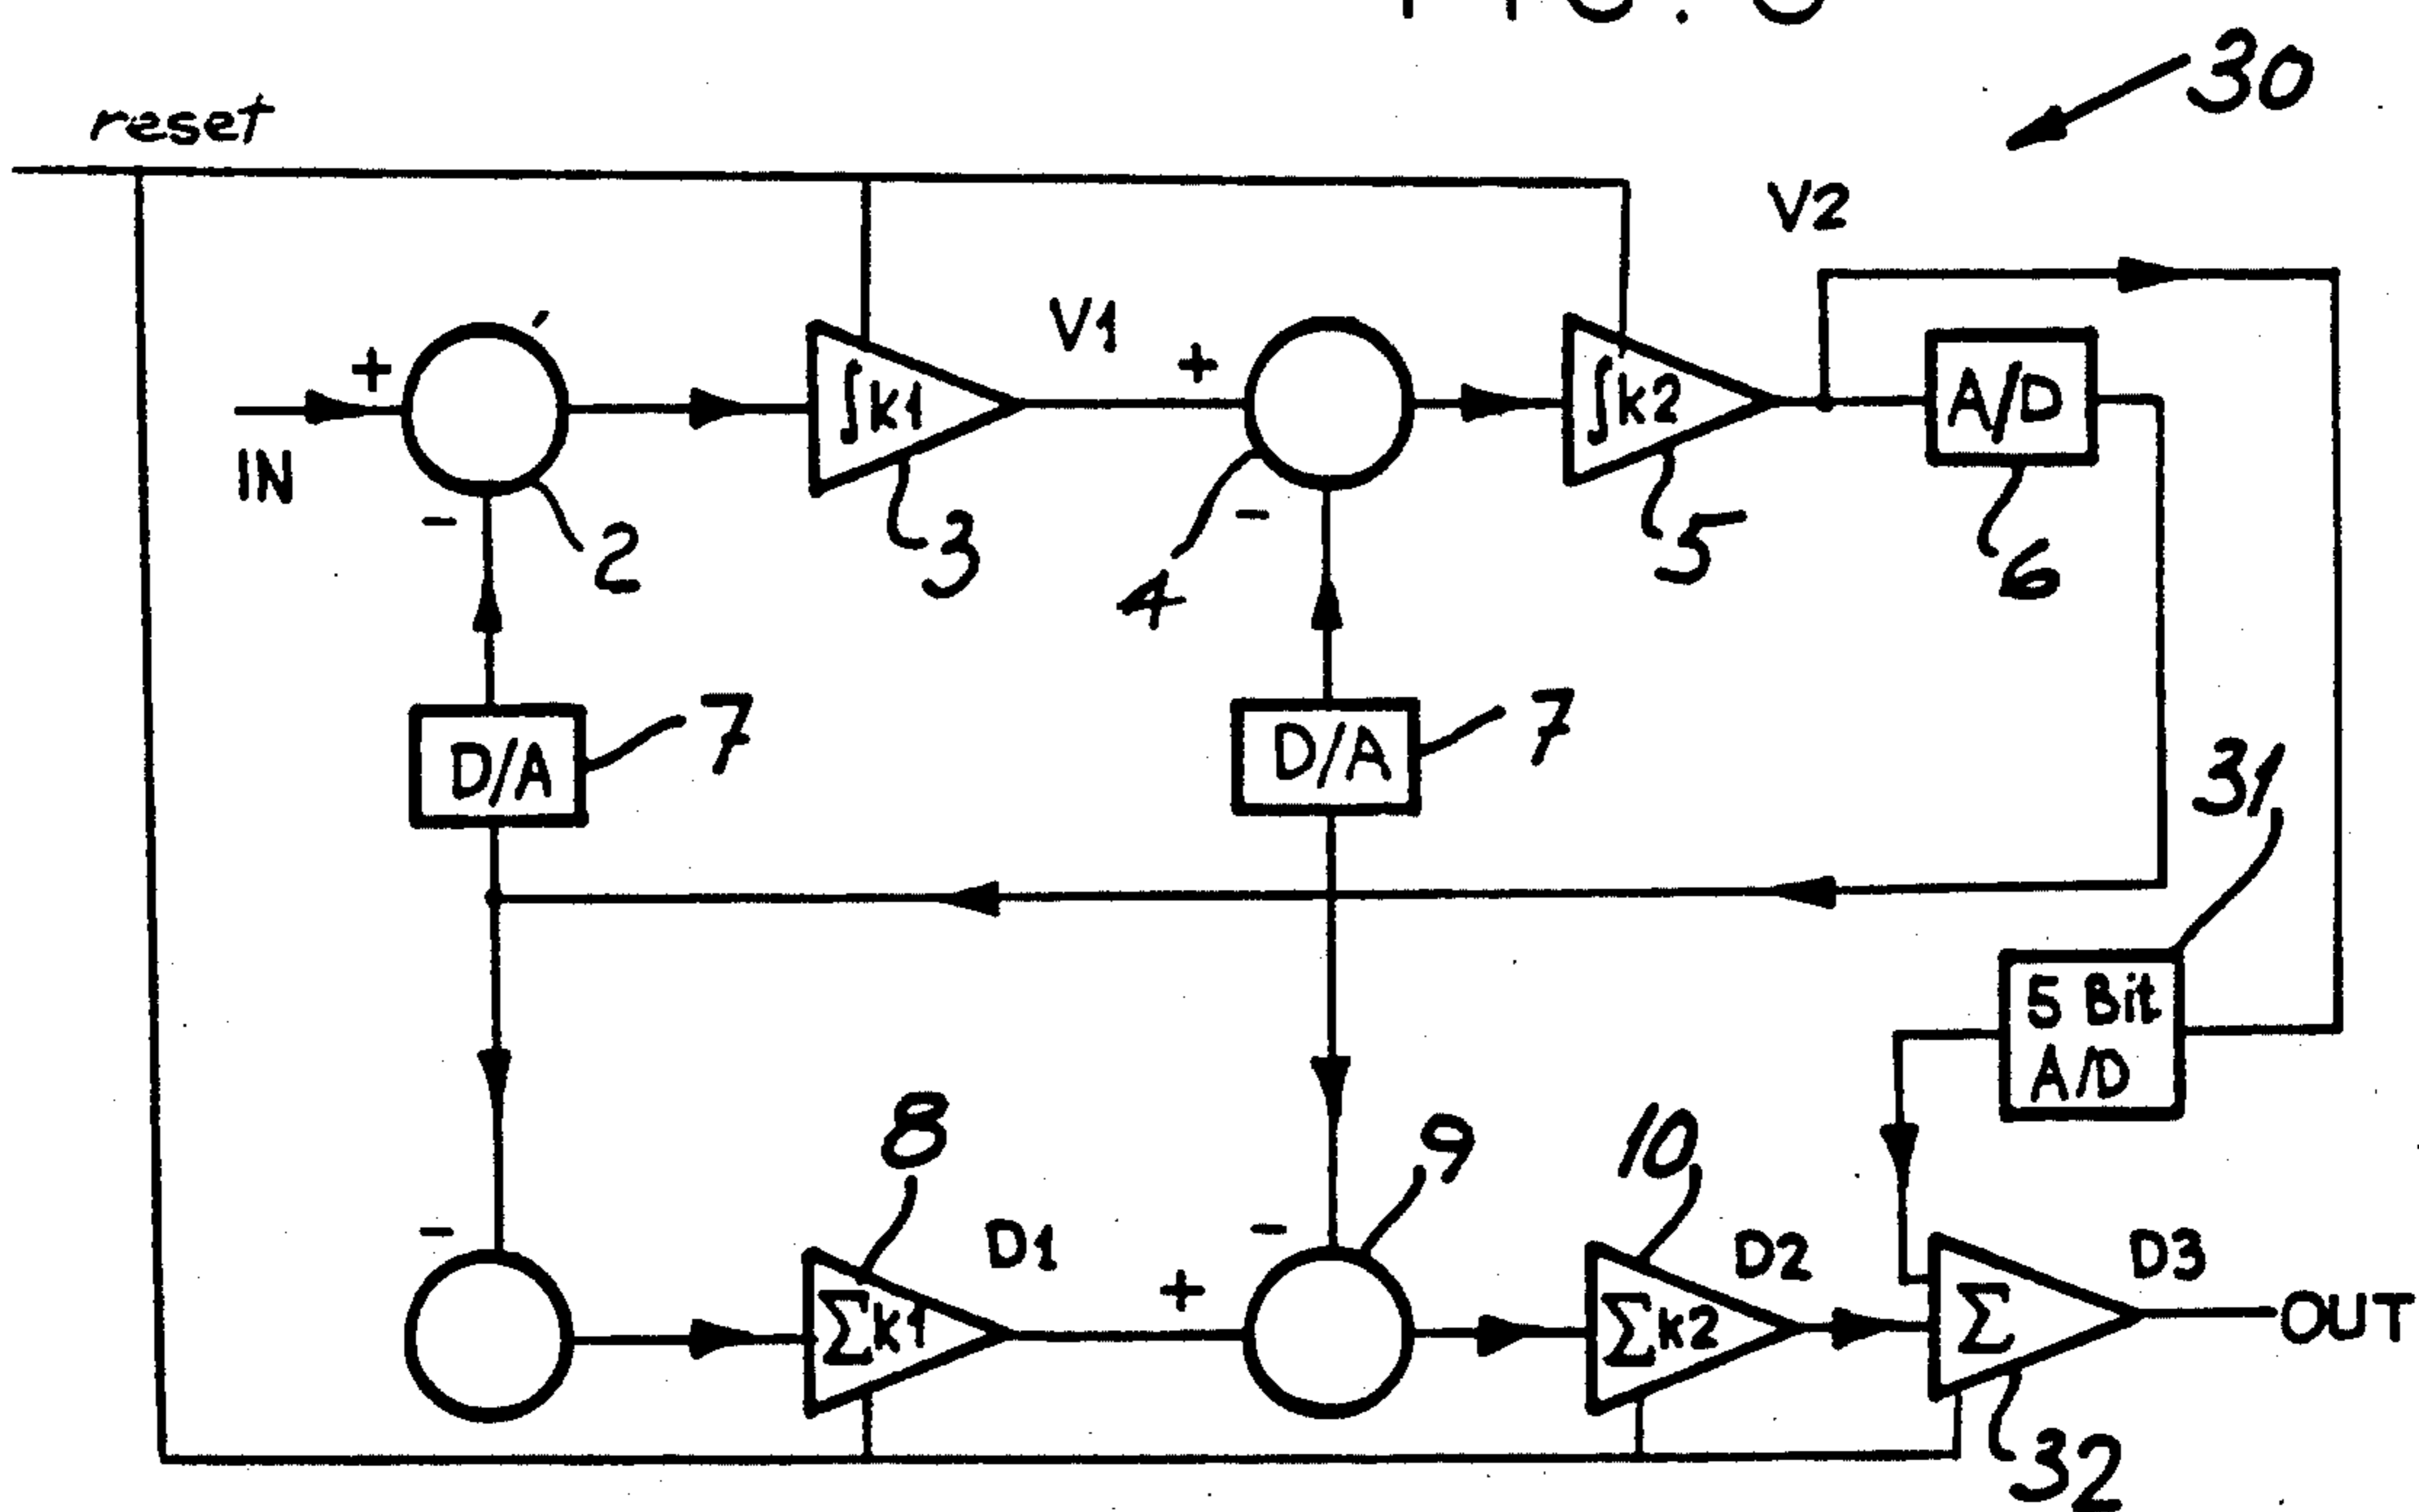 30
reset
V2
V1
+
+
∫k1
∫k2
A/D
IN
-
2
3
4
-
5
6
D/A
7
D/A
7
31
5 Bit
A/D
8
9
10
-
D1
-
D2
D3
+
Σk1
Σk2
Σ
OUT
32